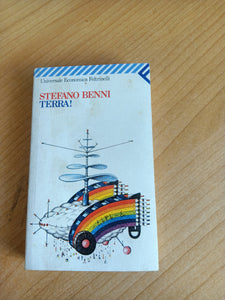 Universale Economica Feltrinelli
STEFANO BENNI
TERRA!